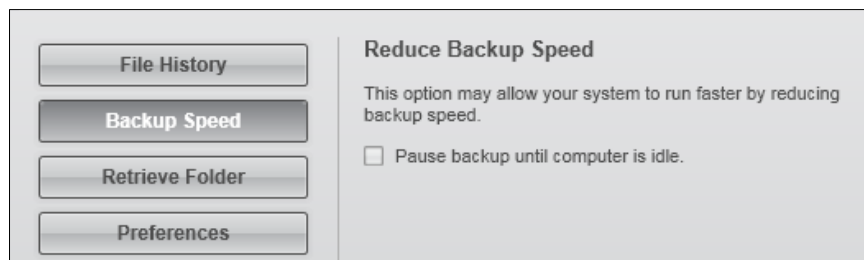 File History
Backup Speed
Retrieve Folder
Preferences
Reduce Backup Speed
This option may allow your system to run faster by reducing
backup speed.
Pause backup until computer is idle.